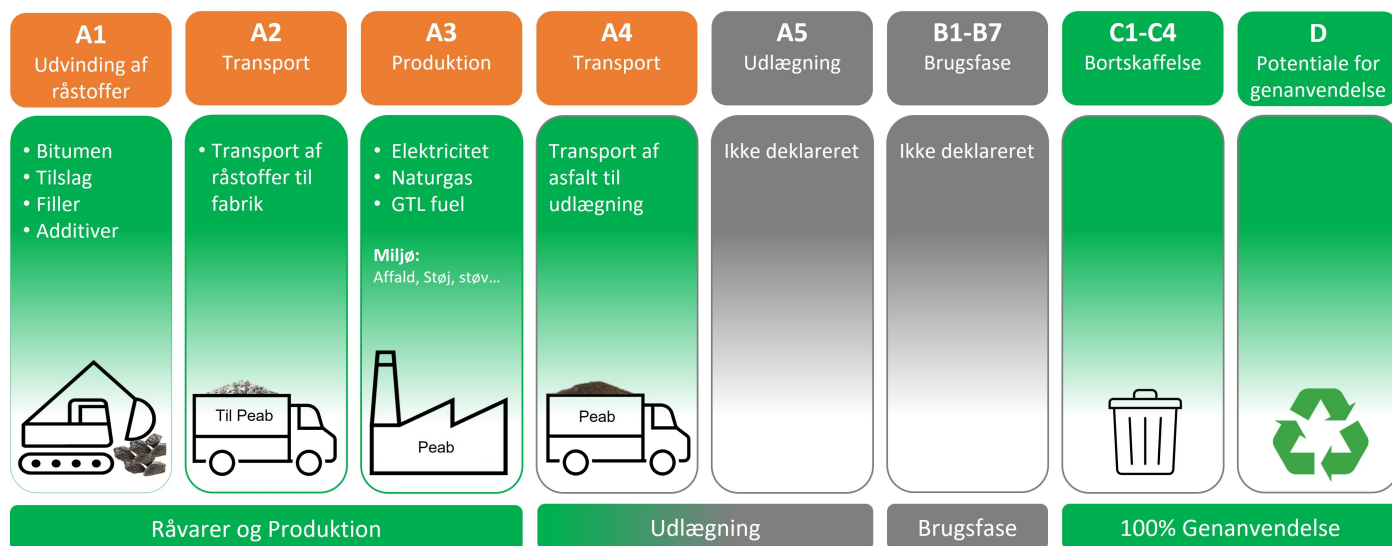 A1
Udvinding af
råstoffer
A2
Transport
A3
Produktion
A4
Transport
A5
Udlægning
B1-B7
Brugsfase
C1-C4
Bortskaffelse
D
Potentiale for
genanvendelse
• Bitumen
• Tilslag
• Filler
• Additiver
• Transport af
råstoffer til
fabrik
• Elektricitet
• Naturgas
• GTL fuel
Miljø:
Affald, Støj, støv...
Transport af
asfalt til
udlægning
Ikke deklareret
Ikke deklareret
Til Peab
Peab
Peab
Råvarer og Produktion
Udlægning
Brugsfase
100% Genanvendelse